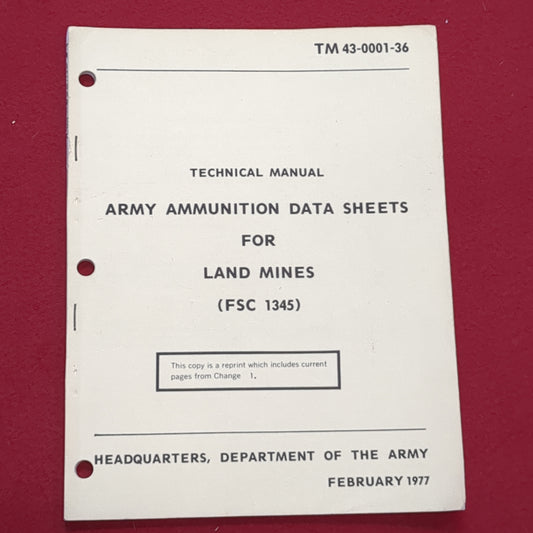 TM 43-0001-36
TECHNICAL MANUAL
ARMY AMMUNITION DATA SHEETS
FOR
LAND MINES
(FSC 1345)
This copy is a reprint which includes current
pages from Change 1.
HEADQUARTERS, DEPARTMENT OF THE ARMY
FEBRUARY 1977